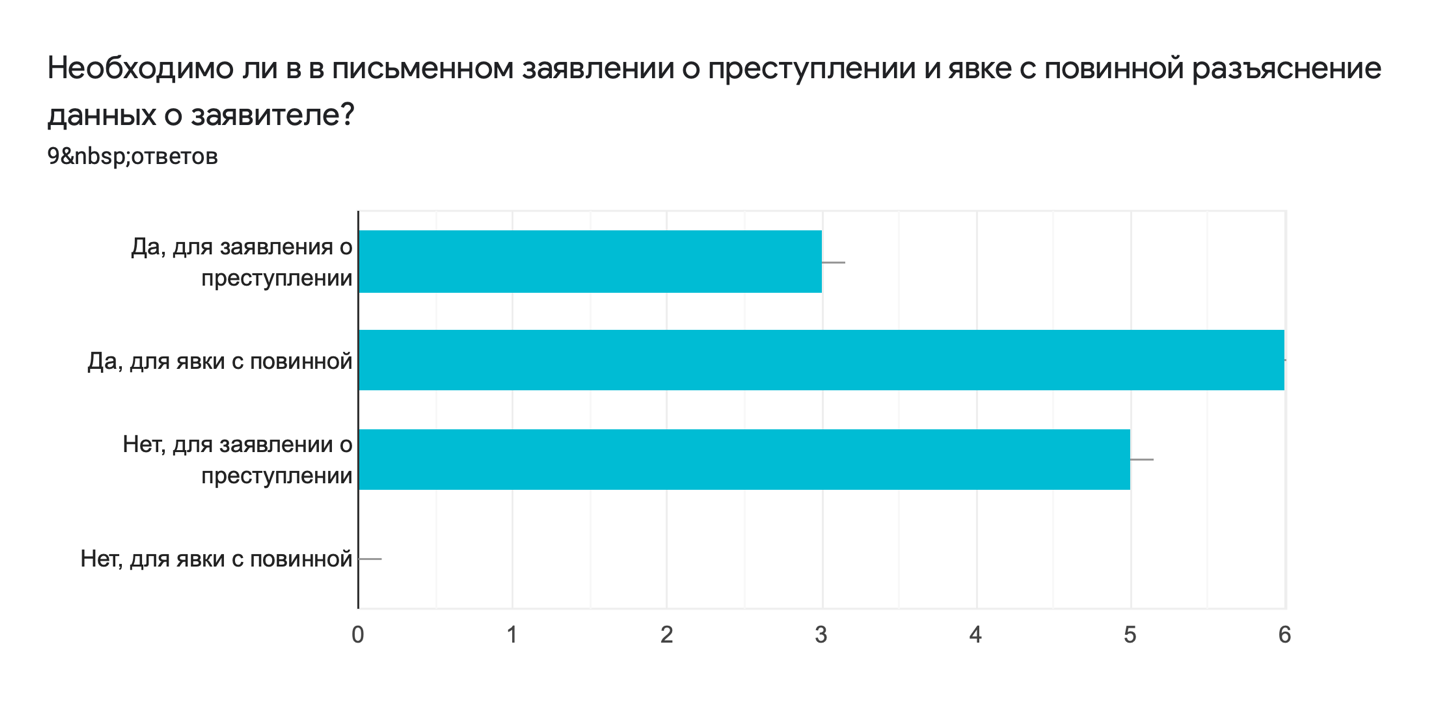 Необходимо ли в в письменном заявлении о преступлении и явке с повинной разъяснение
данных о заявителе?
9&nbsp;ответов
Да, для заявления о
преступлении
Да, для явки с повинной
Нет, для заявлении о
преступлении
Нет, для явки с повинной
0 1 2 3 4 5 6